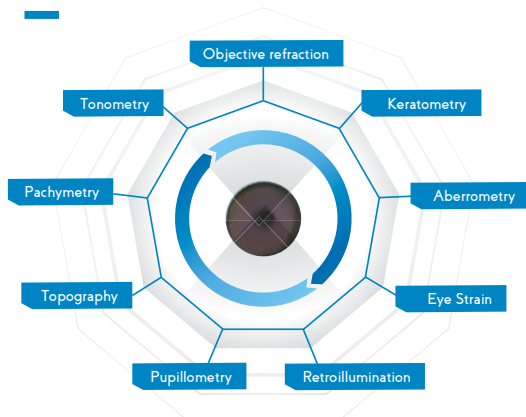 Objective refraction
Tonometry
Keratometry
Pachymetry
Aberrometry
Topography
Eye Strain
Pupillometry
Retroillumination